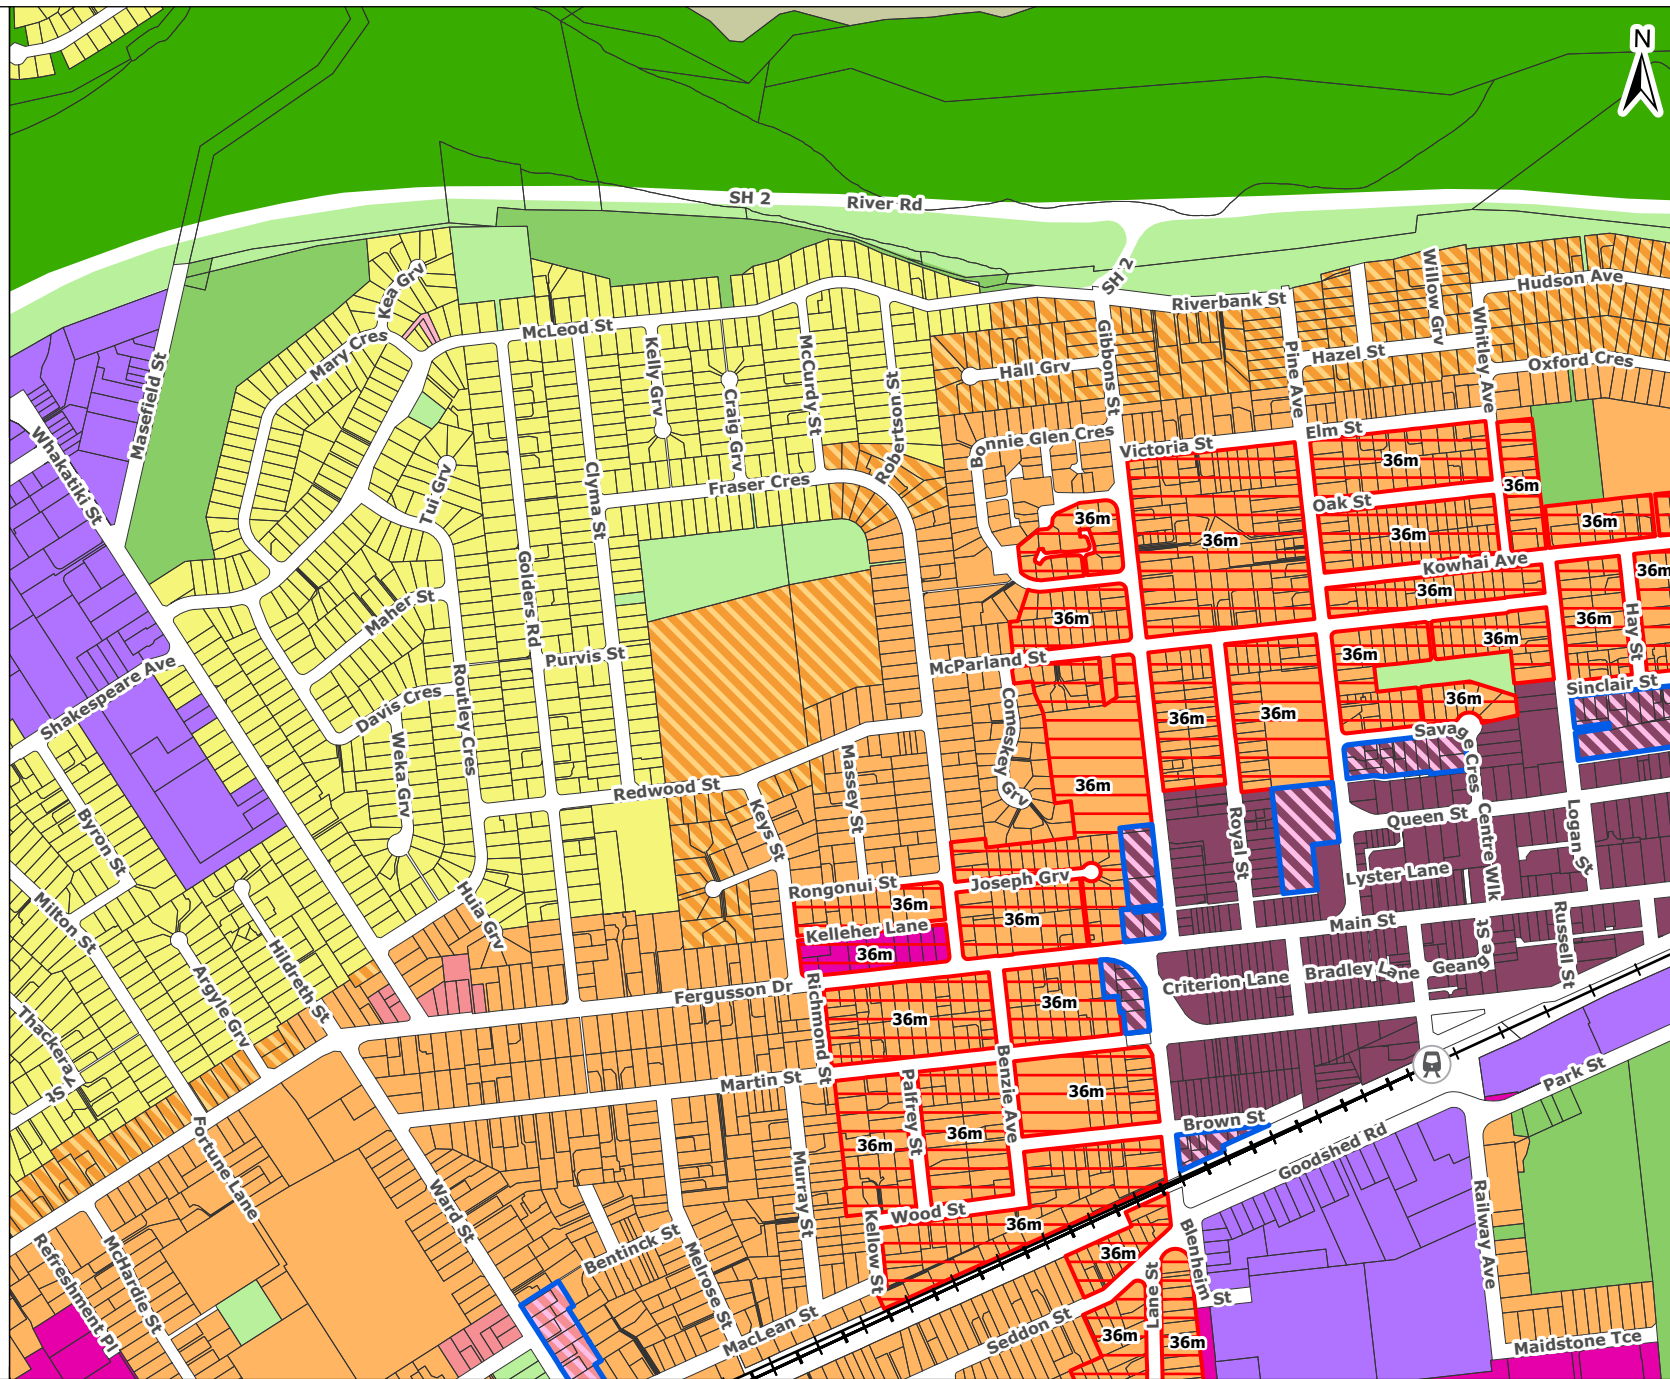 N
SH 2
River Rd
SH 2
Riverbank St
Willow Grv
Hudson Ave
Kea Grv
McLeod St
Mary Cres
Kelly Grv
Craig Grv
McCurdy St
Robertson St
Hall Grv
Gibbons St
Pine Ave
Hazel St
Whitley Ave
Oxford Cres
Masefield St
Whakatiki St
Bonnie Glen Cres
Victoria St
Elm St
36m
Tui Grv
Clyma St
Fraser Cres
Oak St
36m
36m
36m
36m
36m
36m
Kowhai Ave
36m
36m
Golders Rd
Maher St
36m
36m
Hay St
36m
36m
Purvis St
McParland St
Shakespeare Ave
Davis Cres
Routley Cres
Weka Grv
Comeskey Grv
36m
36m
36m
Sinclair St
Savage Cres
Redwood St
Massey St
Keys St
36m
Byron St
Royal St
Queen St
Centre Wlk
Logan St
Lyster Lane
Rongonui St
Joseph Grv
36m
36m
Milton St
Huia Grv
Hildreth St
Argyle Grv
Kelleher Lane
36m
Main St
Russell St
Geange St
Bradley Lane
Criterion Lane
Fergusson Dr
Richmond St
36m
36m
Thackeray St
Martin St
Benzie Ave
Palfrey St
36m
36m
36m
Park St
Brown St
Goodshed Rd
Fortune Lane
Ward St
Murray St
Wood St
36m
Kellow St
Railway Ave
Refreshment Pl
McHardie St
Bentinck St
Melrose St
36m
Blenheim St
Lane St
MacLean St
Seddon St
36m
36m
Maidstone Tce